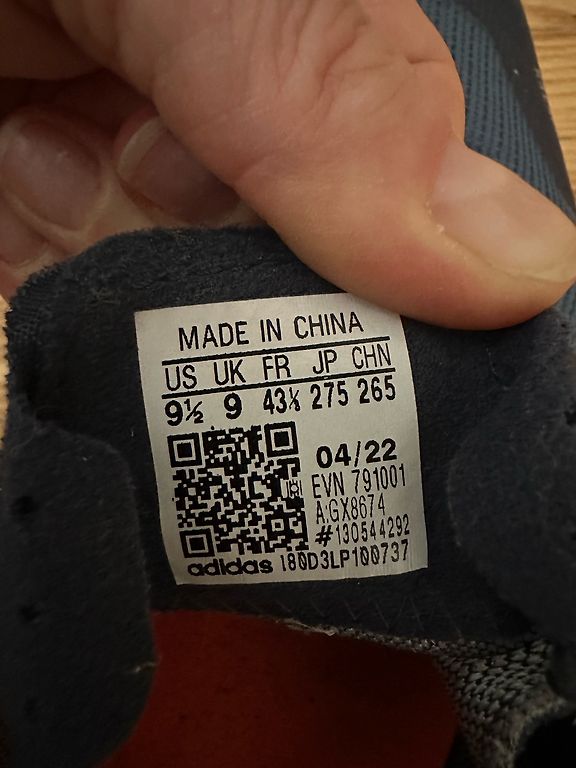 MADE IN CHINA
US UK FR JP CHN
9½ 9 43⅓ 275 265
04/22
EVN 791001
A:GX8674
#130544292
adidas 180D3LP100737